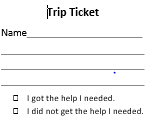 Trip Ticket
Name
I got the help I needed.
I did not get the help I needed.